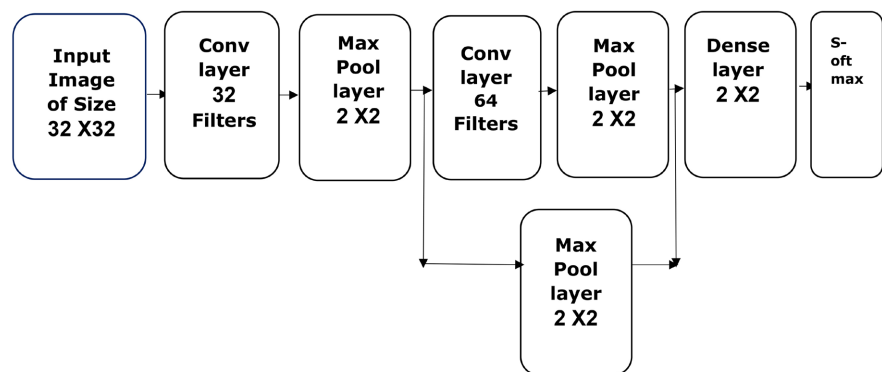 Input
Image
of Size
32 X32
Conv
layer
32
Filters
Max
Pool
layer
2 X2
Conv
layer
64
Filters
Max
Pool
layer
2 X2
Dense
layer
2 X2
S-
oft
max
Max
Pool
layer
2 X2